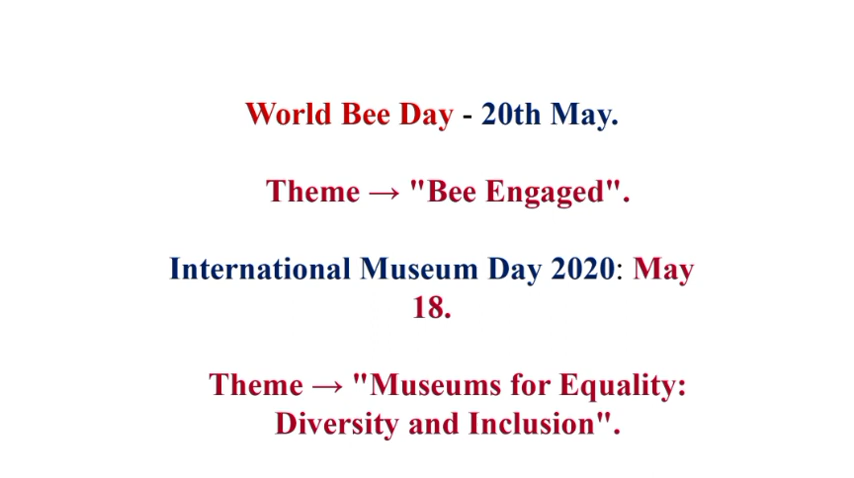 World Bee Day - 20th May.
Theme → "Bee Engaged".
International Museum Day 2020: May
18.
Theme → "Museums for Equality:
Diversity and Inclusion".